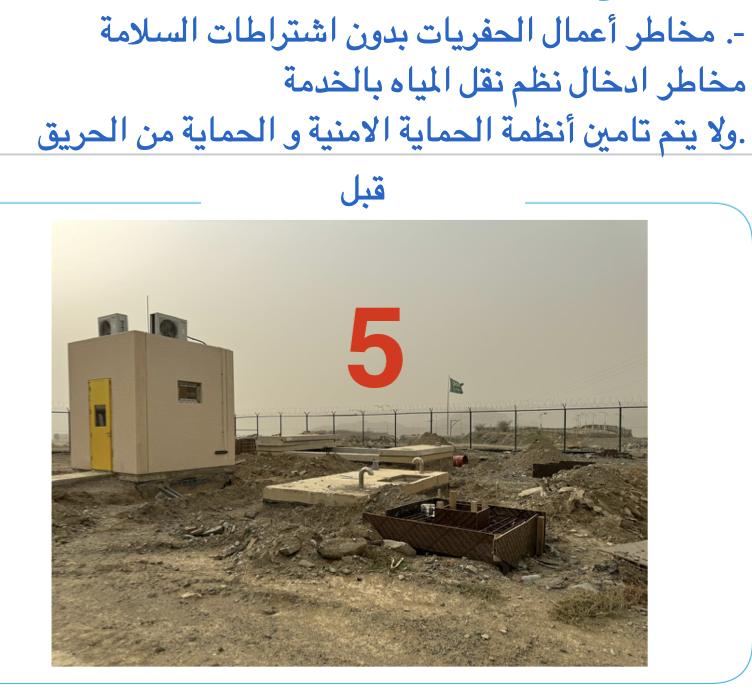 -. مخاطر أعمال الحفريات بدون اشتراطات السلامة
مخاطر ادخال نظم نقل المياه بالخدمة
.ولا يتم تامين أنظمة الحماية الامنية و الحماية من الحريق
قبل
5